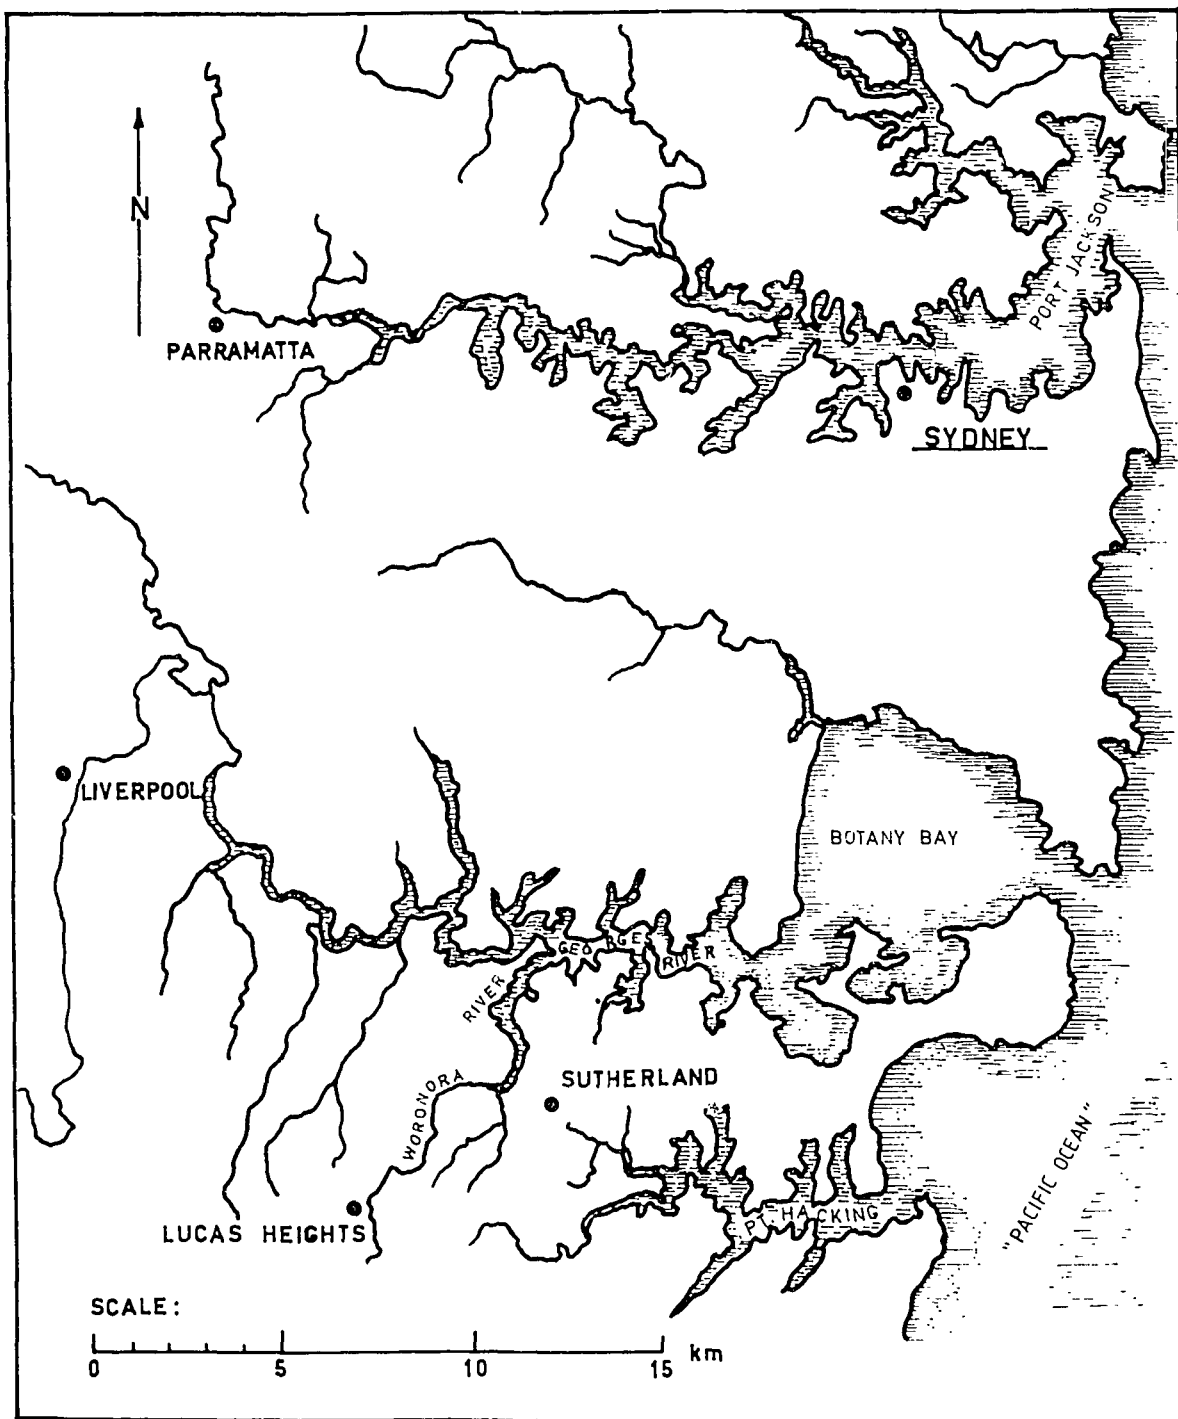 N
PORT JACKSON
PARRAMATTA
SYDNEY
LIVERPOOL
BOTANY BAY
GEORGE RIVER
WORONORA RIVER
SUTHERLAND
"PACIFIC OCEAN"
PT HACKING
LUCAS HEIGHTS
SCALE:
0 5 10 15 km